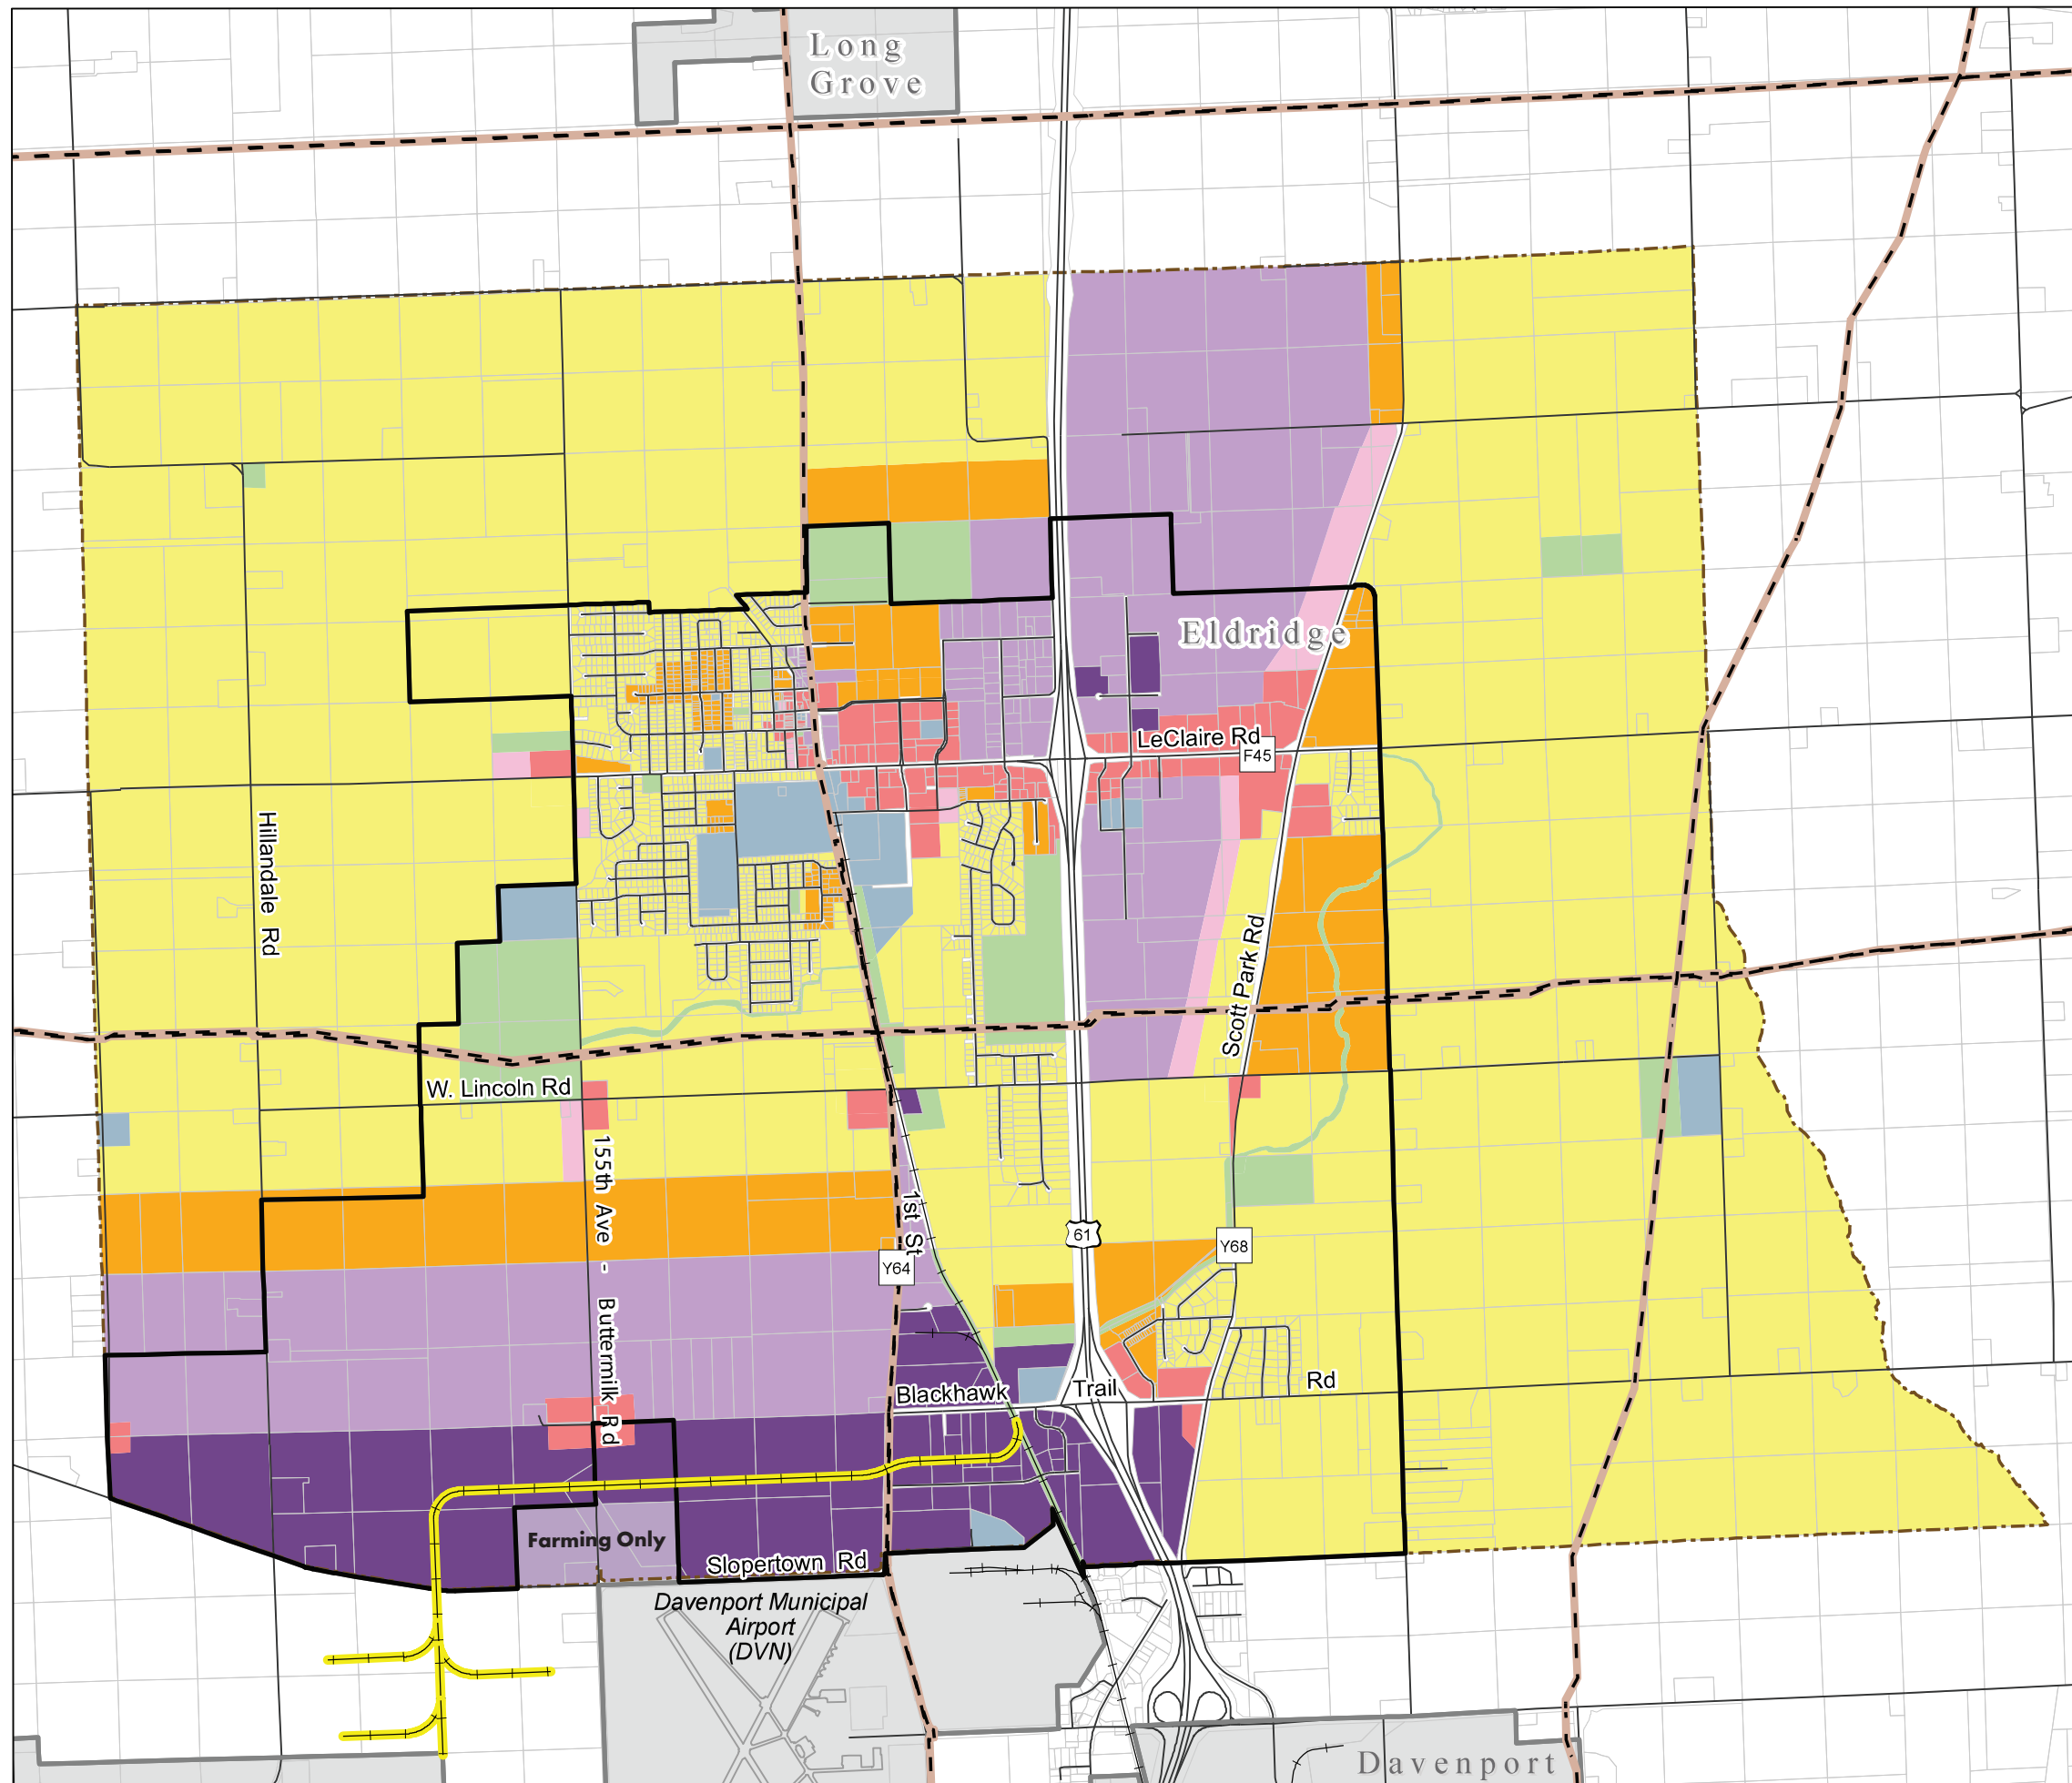 Long
Grove
Eldridge
LeClaire Rd
F45
Hillandale Rd
Scott Park Rd
W. Lincoln Rd
155th Ave - Buttermilk Rd
1st St
61
Y68
Y64
Blackhawk Trail Rd
Farming Only
Slopertown Rd
Davenport Municipal
Airport
(DVN)
Davenport